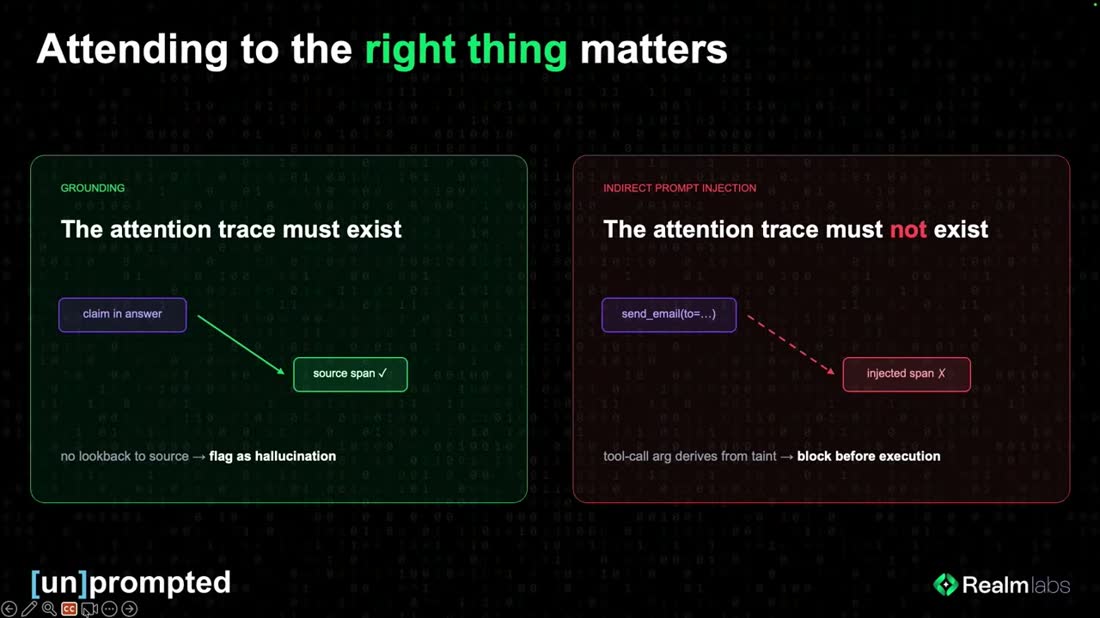 Attending to the right thing matters
GROUNDING
The attention trace must exist
claim in answer
source span ✓
no lookback to source → flag as hallucination
INDIRECT PROMPT INJECTION
The attention trace must not exist
send_email(to=...)
injected span ✗
tool-call arg derives from taint → block before execution
[un]prompted
CC
Realmlabs